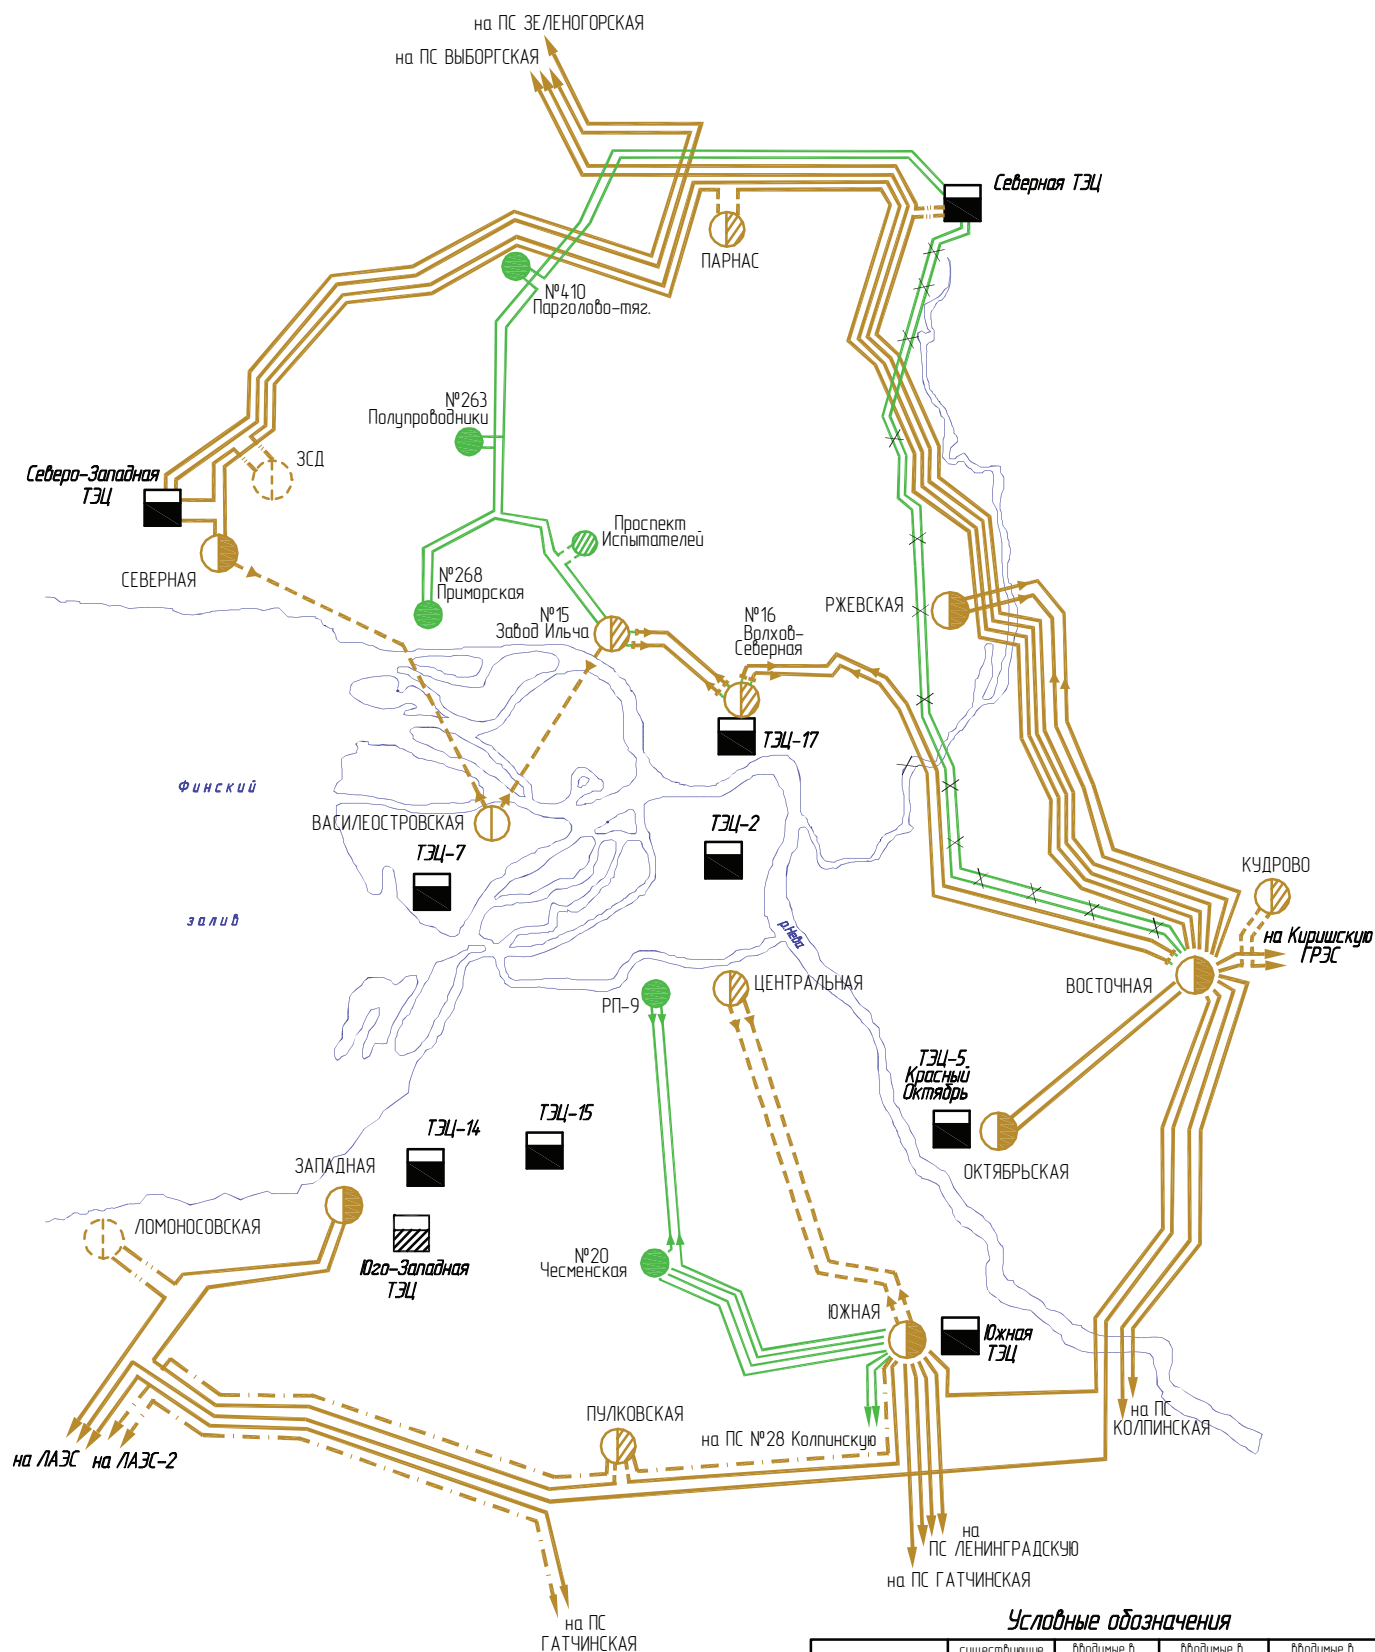 на ПС ЗЕЛЕНОГОРСКАЯ
на ПС ВЫБОРГСКАЯ
Северная ТЭЦ
ПАРНАС
№410
Парголово-тяг.
№263
Полупроводники
ЗСД
Северо-Западная
ТЭЦ
Проспект
Испытателей
СЕВЕРНАЯ
№268
Приморская
РЖЕВСКАЯ
№15
Завод Ильча
№16
Волхов-
Северная
ТЭЦ-17
Финский
ВАСИЛЕОСТРОВСКАЯ
ТЭЦ-2
ТЭЦ-7
КУДРОВО
залив
р.Нева
на Киришскую
ГРЭС
ЦЕНТРАЛЬНАЯ
ВОСТОЧНАЯ
РП-9
ТЭЦ-5
Красный
Октябрь
ТЭЦ-15
ТЭЦ-14
ЗАПАДНАЯ
ОКТЯБРЬСКАЯ
ЛОМОНОСОВСКАЯ
Юго-Западная
ТЭЦ
№20
Чесменская
ЮЖНАЯ
Южная
ТЭЦ
ПУЛКОВСКАЯ
на ПС
КОЛПИНСКАЯ
на ПС №28 Колпинскую
на ЛАЭС
на ЛАЭС-2
на
ПС ЛЕНИНГРАДСКУЮ
на ПС ГАТЧИНСКАЯ
на ПС
ГАТЧИНСКАЯ
Условные обозначения
существующие вводимые в вводимые в вводимые в